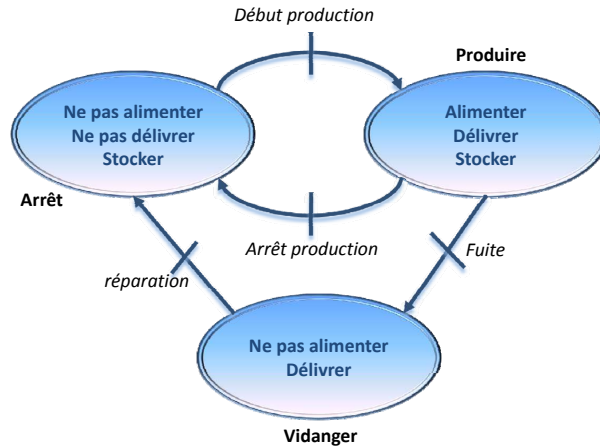 Début production
Produire
Ne pas alimenter
Ne pas délivrer
Stocker
Alimenter
Délivrer
Stocker
Arrêt
Arrêt production
Fuite
réparation
Ne pas alimenter
Délivrer
Vidanger